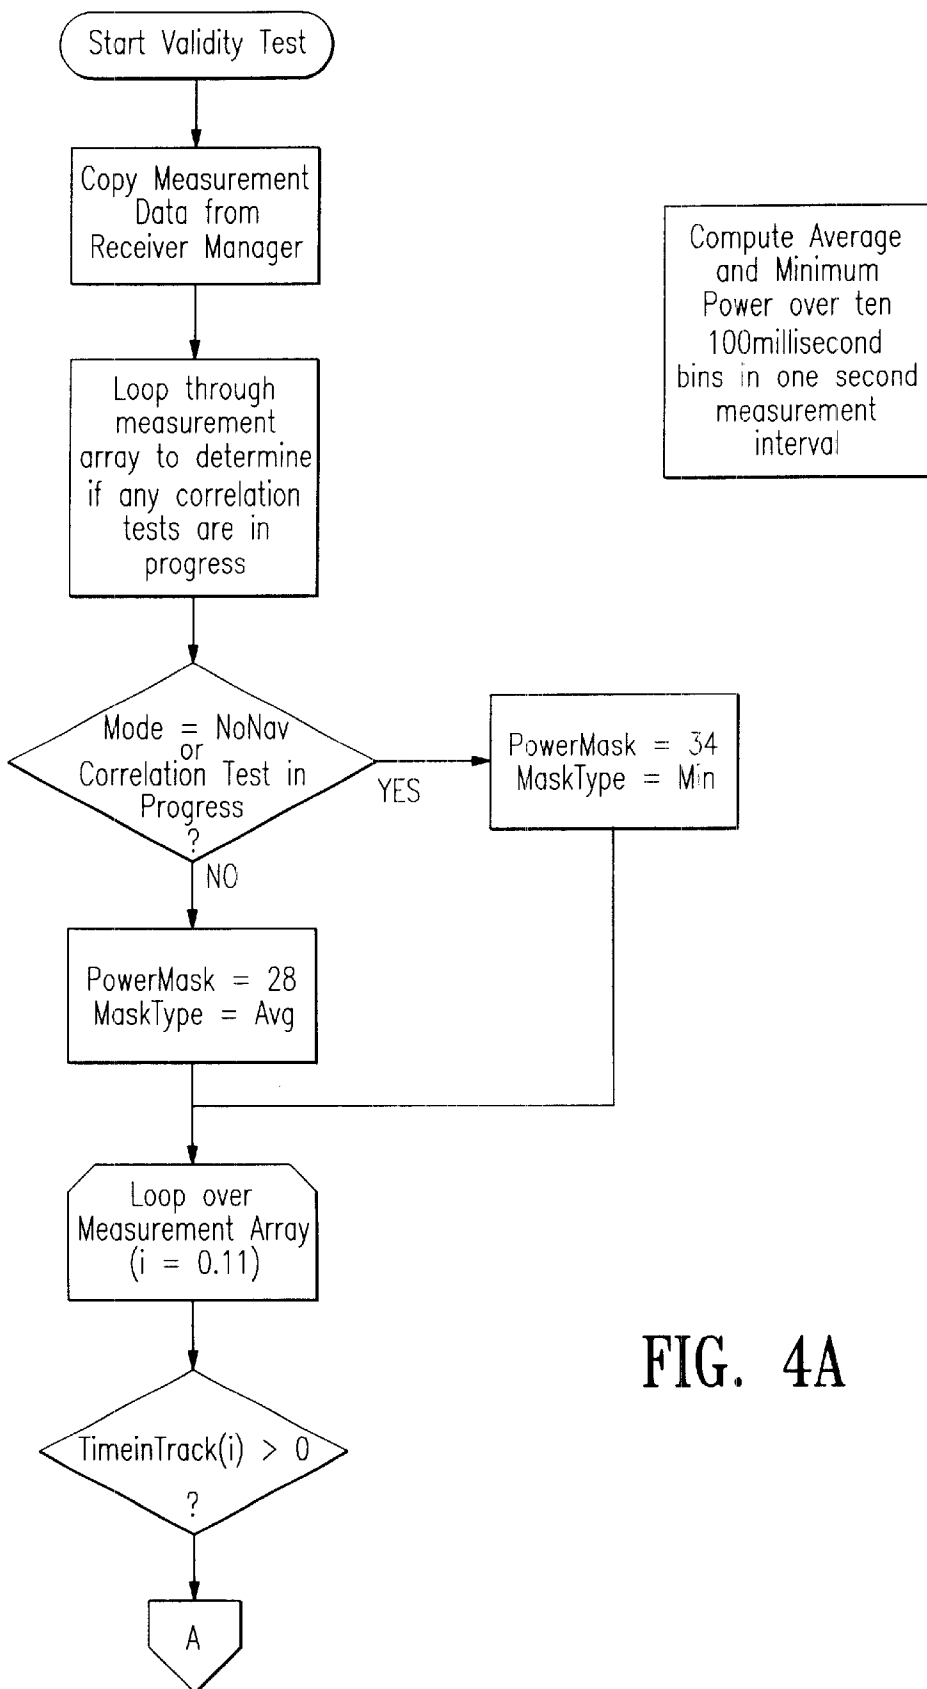 Start Validity Test
Copy Measurement
Data from
Receiver Manager
Compute Average
and Minimum
Power over ten
100millisecond
bins in one second
measurement
interval
Loop through
measurement
array to determine
if any correlation
tests are in
progress
Mode = NoNav
or
Correlation Test in
Progress
?
YES
PowerMask = 34
MaskType = Min
NO
PowerMask = 28
MaskType = Avg
Loop over
Measurement Array
(i = 0.11)
TimeinTrack(i) > 0
?
A
FIG. 4A